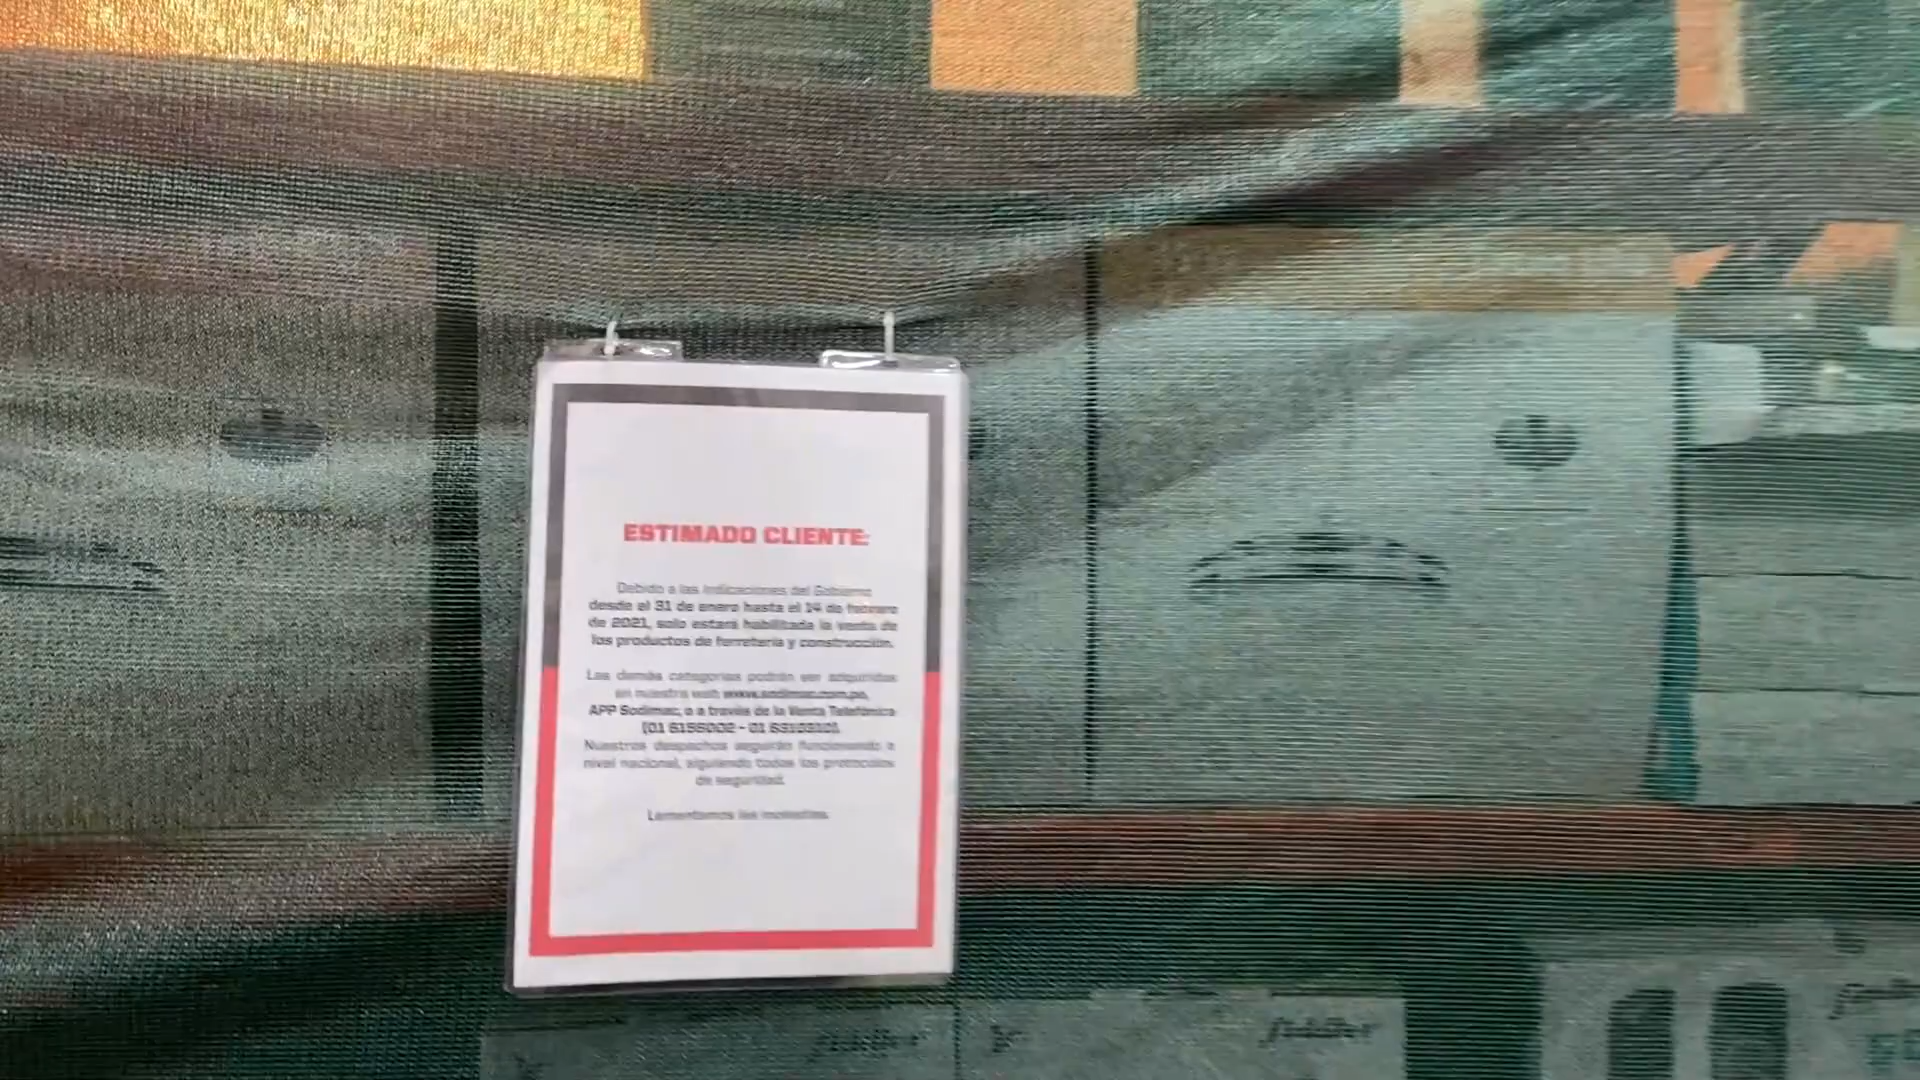 ESTIMADO CLIENTE:
Debido a las indicaciones del Gobierno
desde el 31 de enero hasta el 14 de febrero
de 2021, solo estará habilitada la venta de
los productos de ferretería y construcción.
Las demás categorías podrán ser adquiridas
en nuestra web www.sodimac.com.pe,
APP Sodimac, o a través de la Venta Telefónica
(01 6156002 -
Nuestros despachos seguirán funcionando a
nivel nacional, siguiendo todos los protocolos
de seguridad.
Lamentamos las molestias.